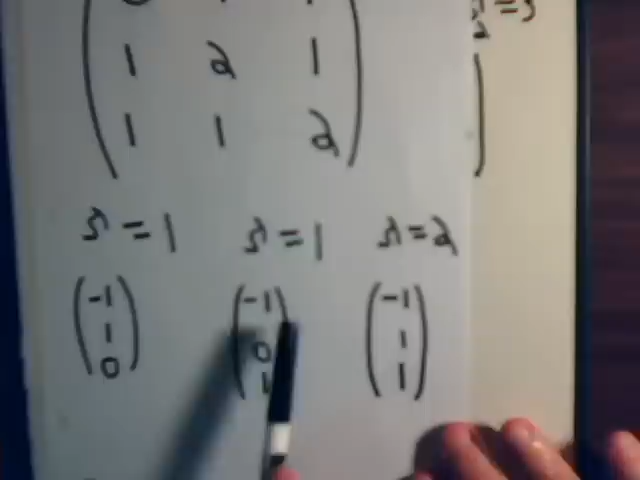 1 2 1
1 1 2
λ = 1 λ = 1 λ = 2
-1 -1 -1
1 0 1
0 1 1